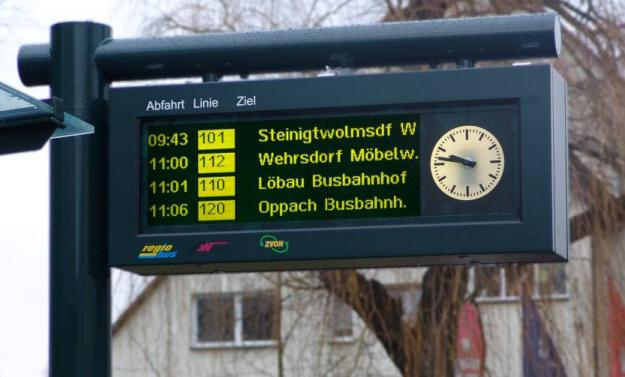 Abfahrt Linie Ziel
09:43 101 Steinigtwolmsdf W
11:00 112 Wehrsdorf Möbelw.
11:01 110 Löbau Busbahnhof
11:06 120 Oppach Busbahnh.
regio
bus
ZVON